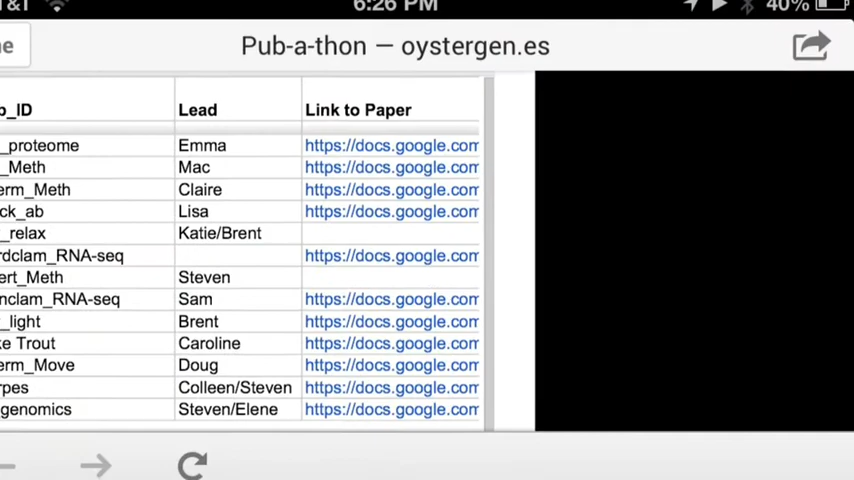 AT&T 6:26 PM 40%
ne Pub-a-thon — oystergen.es
b_ID Lead Link to Paper
_proteome Emma https://docs.google.com
_Meth Mac https://docs.google.com
erm_Meth Claire https://docs.google.com
ck_ab Lisa https://docs.google.com
_relax Katie/Brent
rdclam_RNA-seq https://docs.google.com
ert_Meth Steven
nclam_RNA-seq Sam https://docs.google.com
_light Brent https://docs.google.com
ke Trout Caroline https://docs.google.com
erm_Move Doug https://docs.google.com
rpes Colleen/Steven https://docs.google.com
genomics Steven/Elene https://docs.google.com